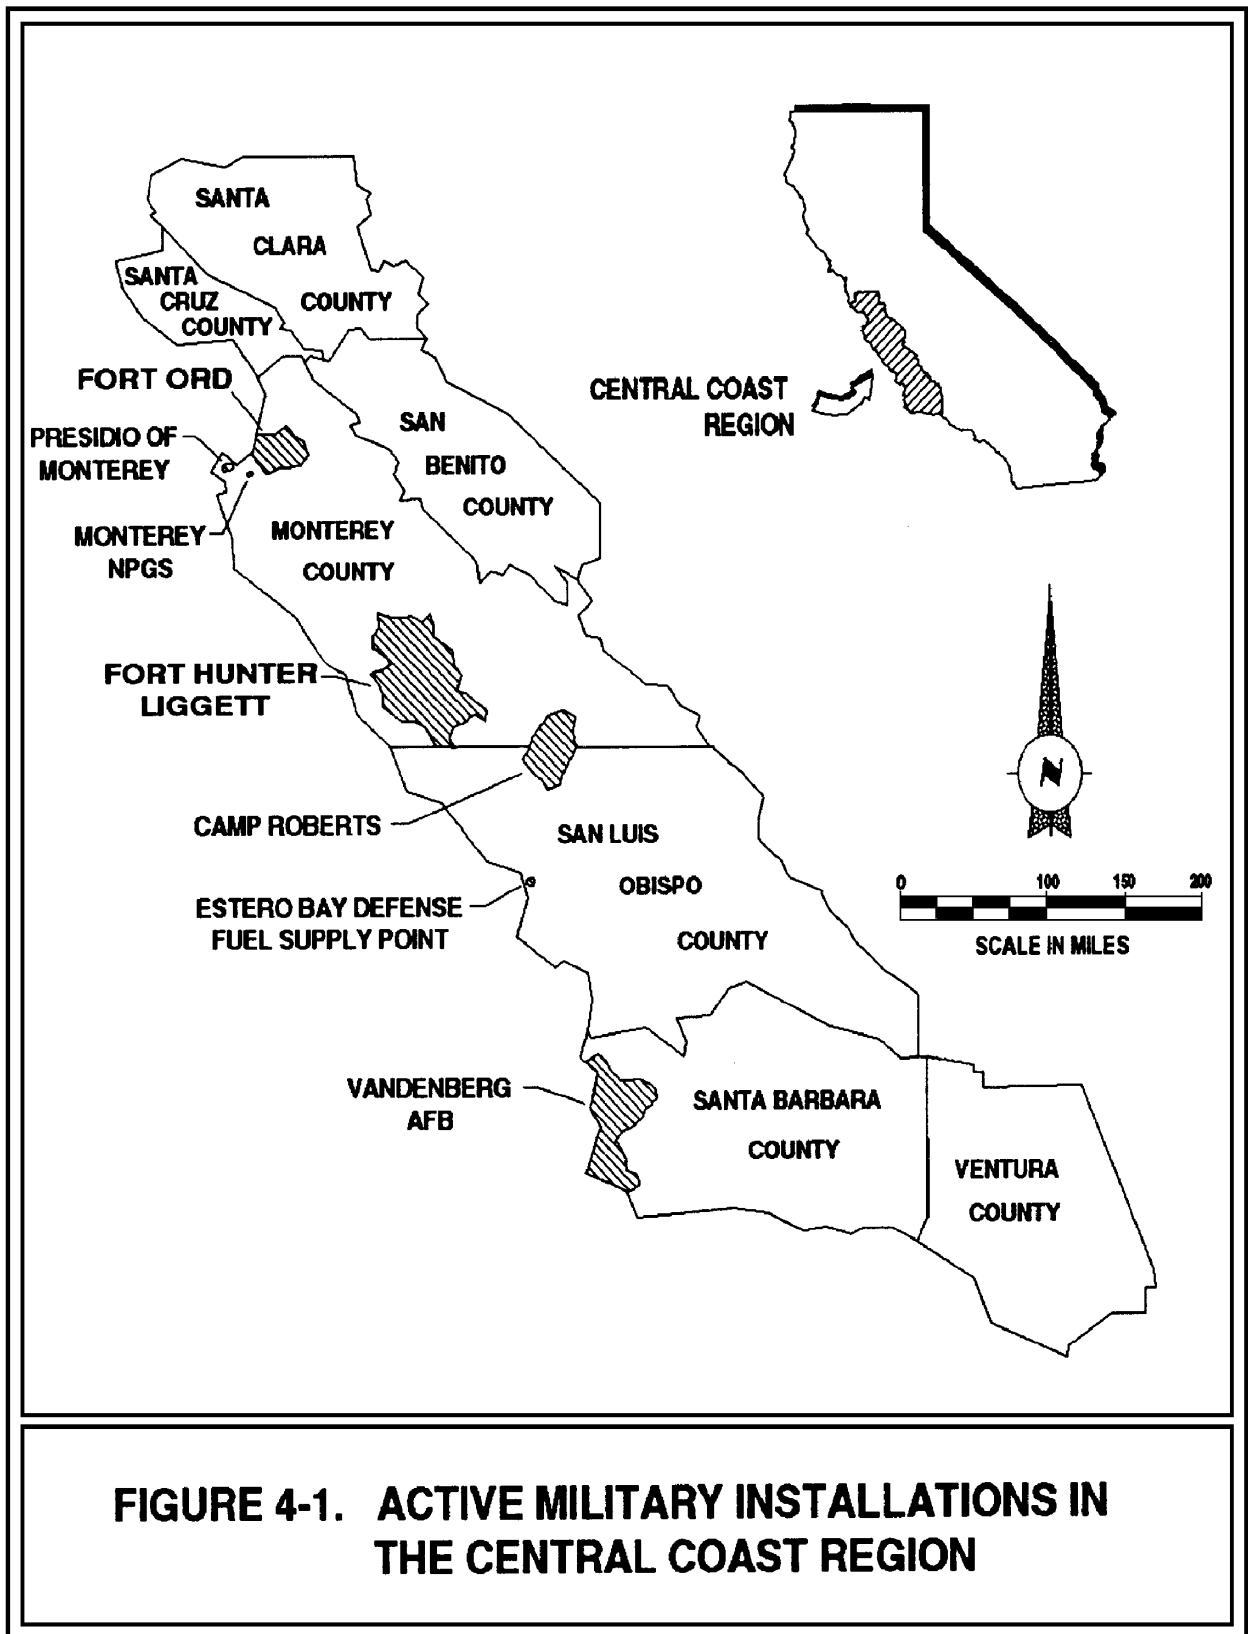 SANTA
CLARA
COUNTY
SANTA
CRUZ
COUNTY
FORT ORD
PRESIDIO OF
MONTEREY
MONTEREY
NPGS
SAN
BENITO
COUNTY
MONTEREY
COUNTY
CENTRAL COAST
REGION
FORT HUNTER
LIGGETT
N
CAMP ROBERTS
SAN LUIS
OBISPO
COUNTY
ESTERO BAY DEFENSE
FUEL SUPPLY POINT
0 100 150 200
SCALE IN MILES
VANDENBERG
AFB
SANTA BARBARA
COUNTY
VENTURA
COUNTY
FIGURE 4-1. ACTIVE MILITARY INSTALLATIONS IN
THE CENTRAL COAST REGION